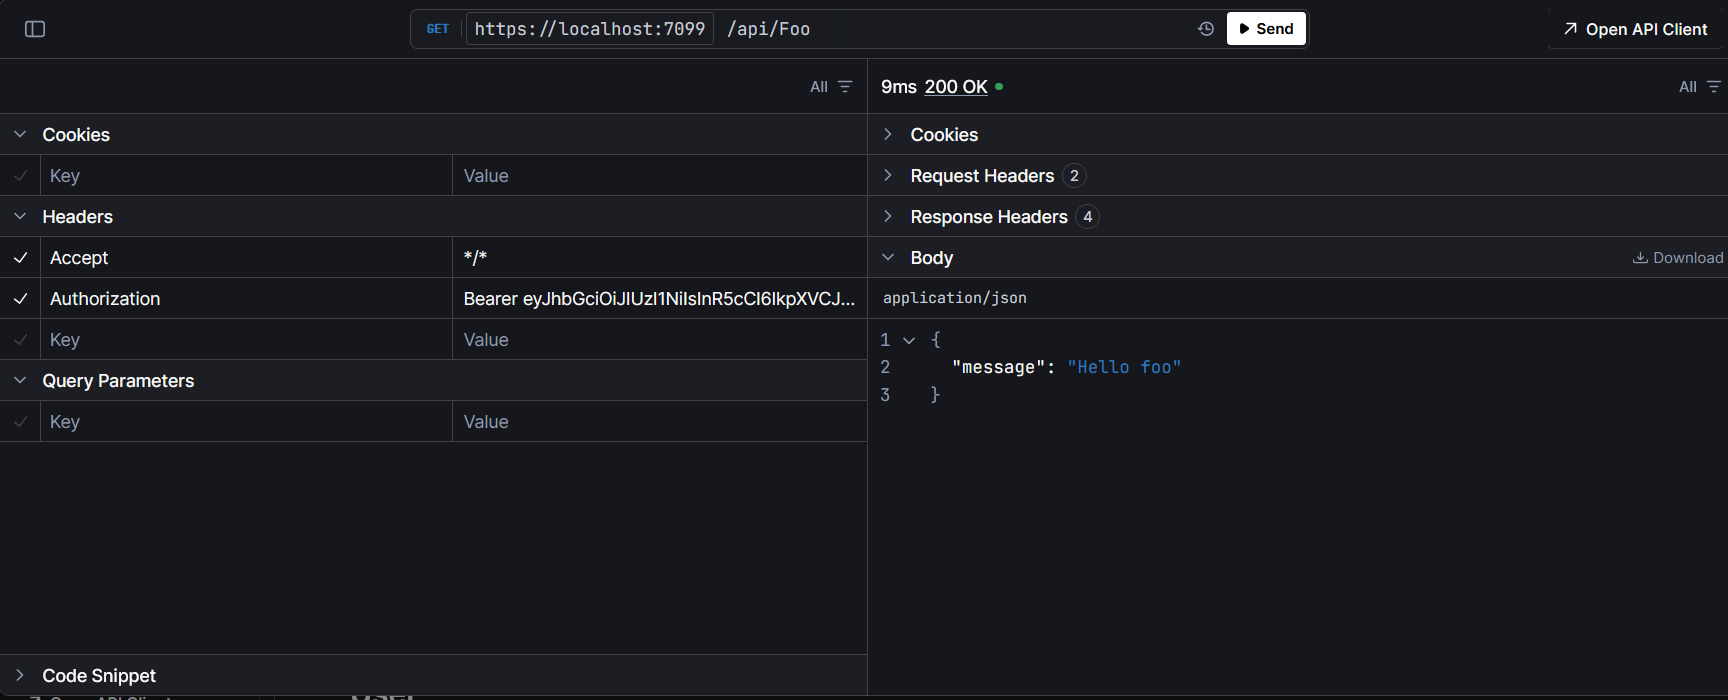 GET https://localhost:7099 /api/Foo Send Open API Client
All
Cookies
Key Value
Headers
Accept */*
Authorization Bearer eyJhbGciOiJIUzI1NiIsInR5cCI6IkpXVCJ...
Key Value
Query Parameters
Key Value
Code Snippet
9ms 200 OK All
Cookies
Request Headers 2
Response Headers 4
Body Download
application/json
1 {
2 "message": "Hello foo"
3 }